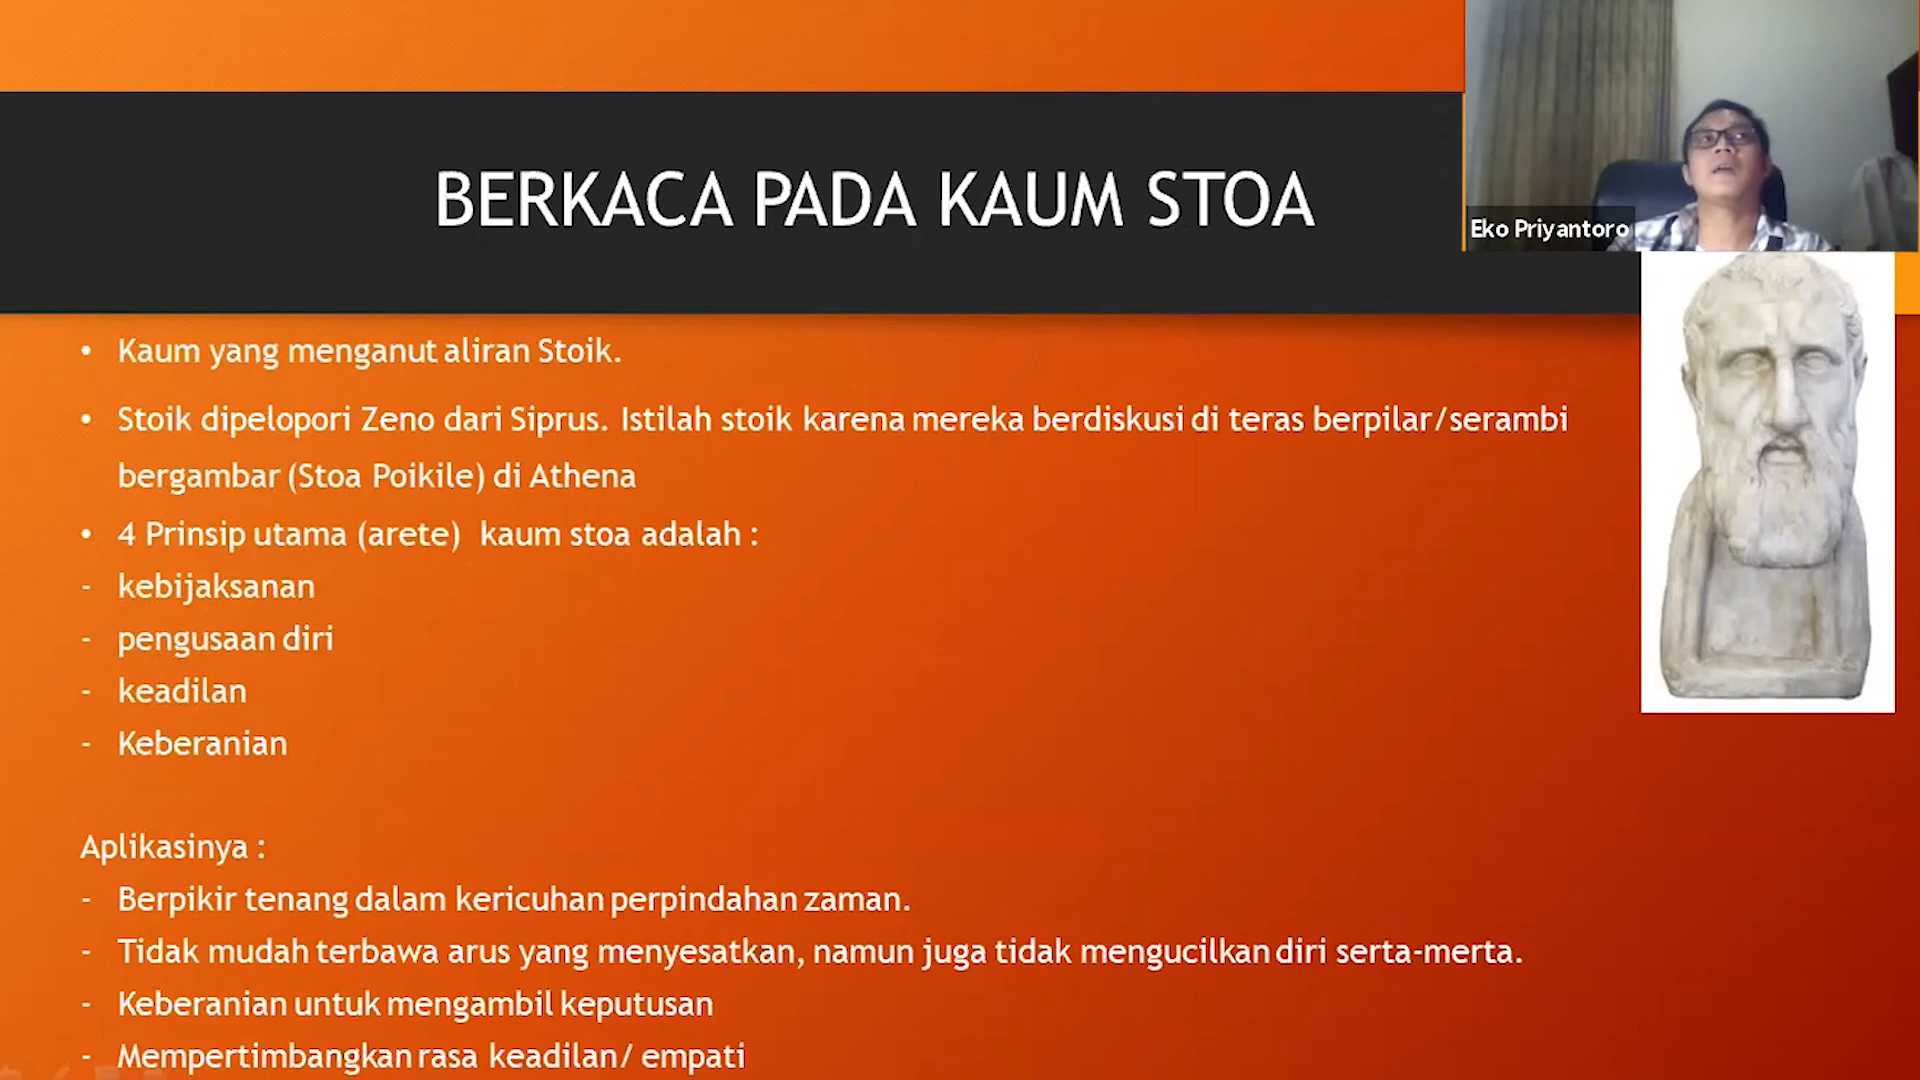 BERKACA PADA KAUM STOA
Eko Priyantoro
• Kaum yang menganut aliran Stoik.
• Stoik dipelopori Zeno dari Siprus. Istilah stoik karena mereka berdiskusi di teras berpilar/serambi
bergambar (Stoa Poikile) di Athena
• 4 Prinsip utama (arete) kaum stoa adalah :
- kebijaksanan
- pengusaan diri
- keadilan
- Keberanian
Aplikasinya :
- Berpikir tenang dalam kericuhan perpindahan zaman.
- Tidak mudah terbawa arus yang menyesatkan, namun juga tidak mengucilkan diri serta-merta.
- Keberanian untuk mengambil keputusan
- Mempertimbangkan rasa keadilan/ empati